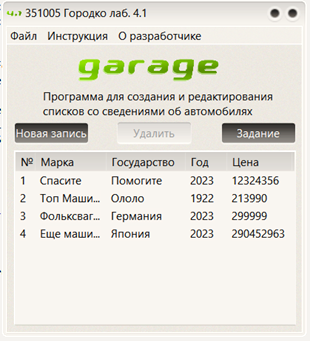 351005 Городко лаб. 4.1
Файл Инструкция О разработчике
garage
Программа для создания и редактирования
списков со сведениями об автомобилях
Новая запись Удалить Задание
№ Марка Государство Год Цена
1 Спасите Помогите 2023 12324356
2 Топ Маши... Ололо 1922 213990
3 Фольксваг... Германия 2023 299999
4 Еще маши... Япония 2023 290452963